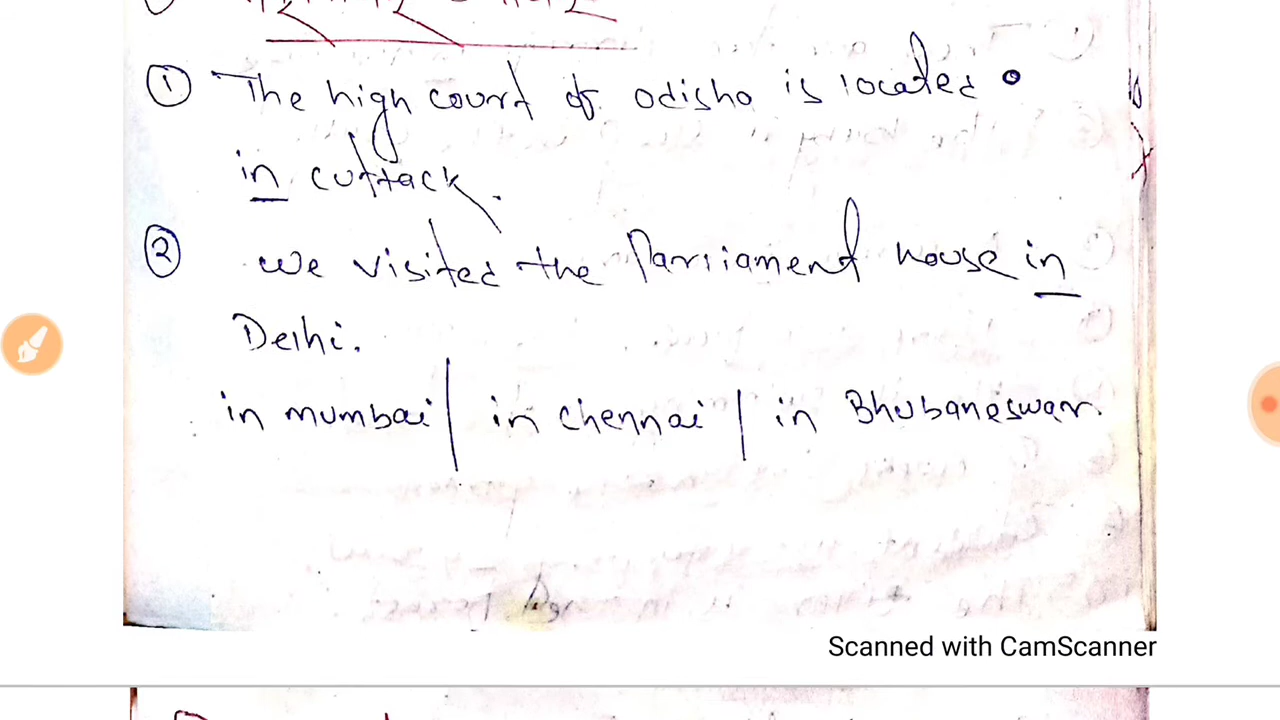 ① The high court of odisha is located
in cuttack.
② We visited the Parliament house in
Delhi.
in mumbai / in chennai / in Bhubaneswar.
Scanned with CamScanner